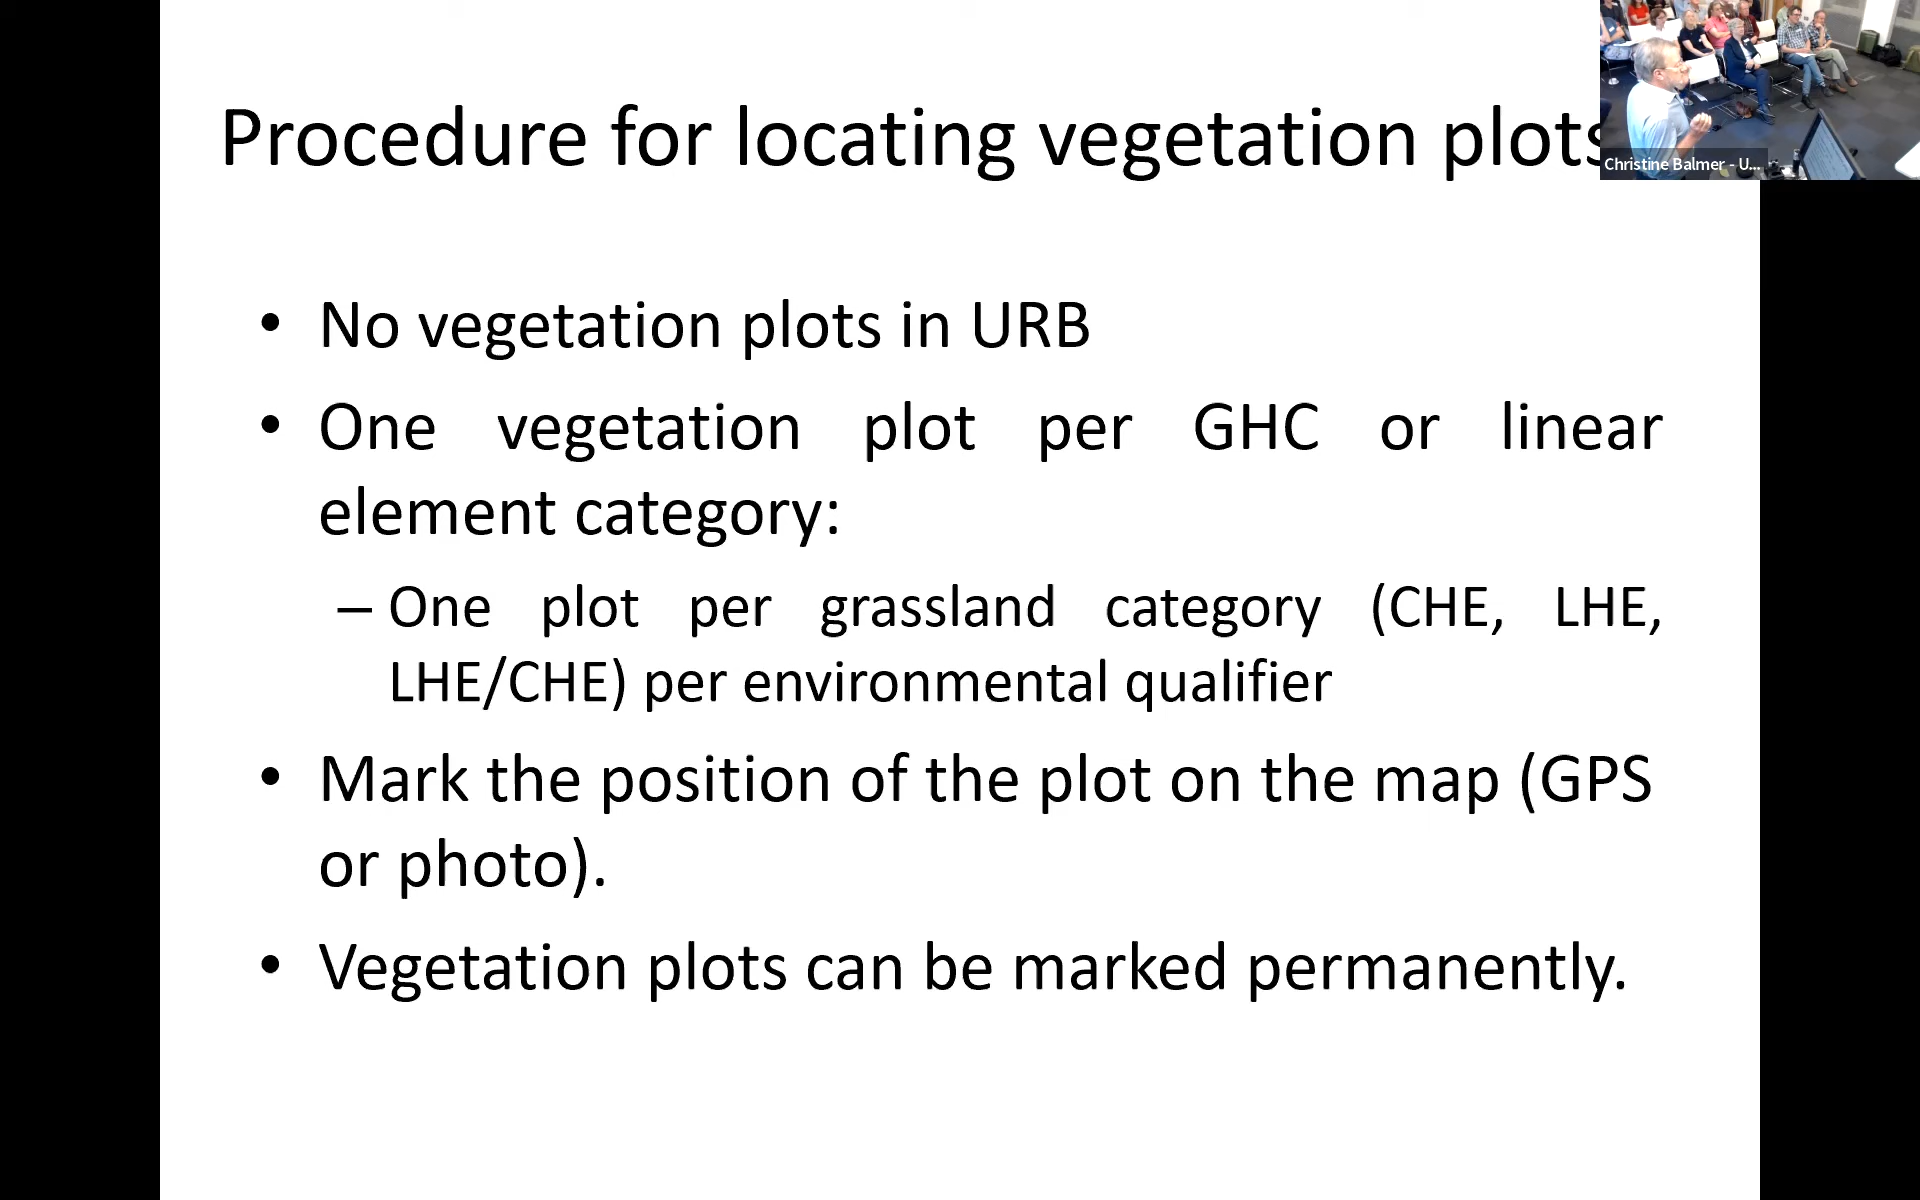 Procedure for locating vegetation plots
Christine Balmer - U...
• No vegetation plots in URB
• One vegetation plot per GHC or linear
element category:
– One plot per grassland category (CHE, LHE,
LHE/CHE) per environmental qualifier
• Mark the position of the plot on the map (GPS
or photo).
• Vegetation plots can be marked permanently.